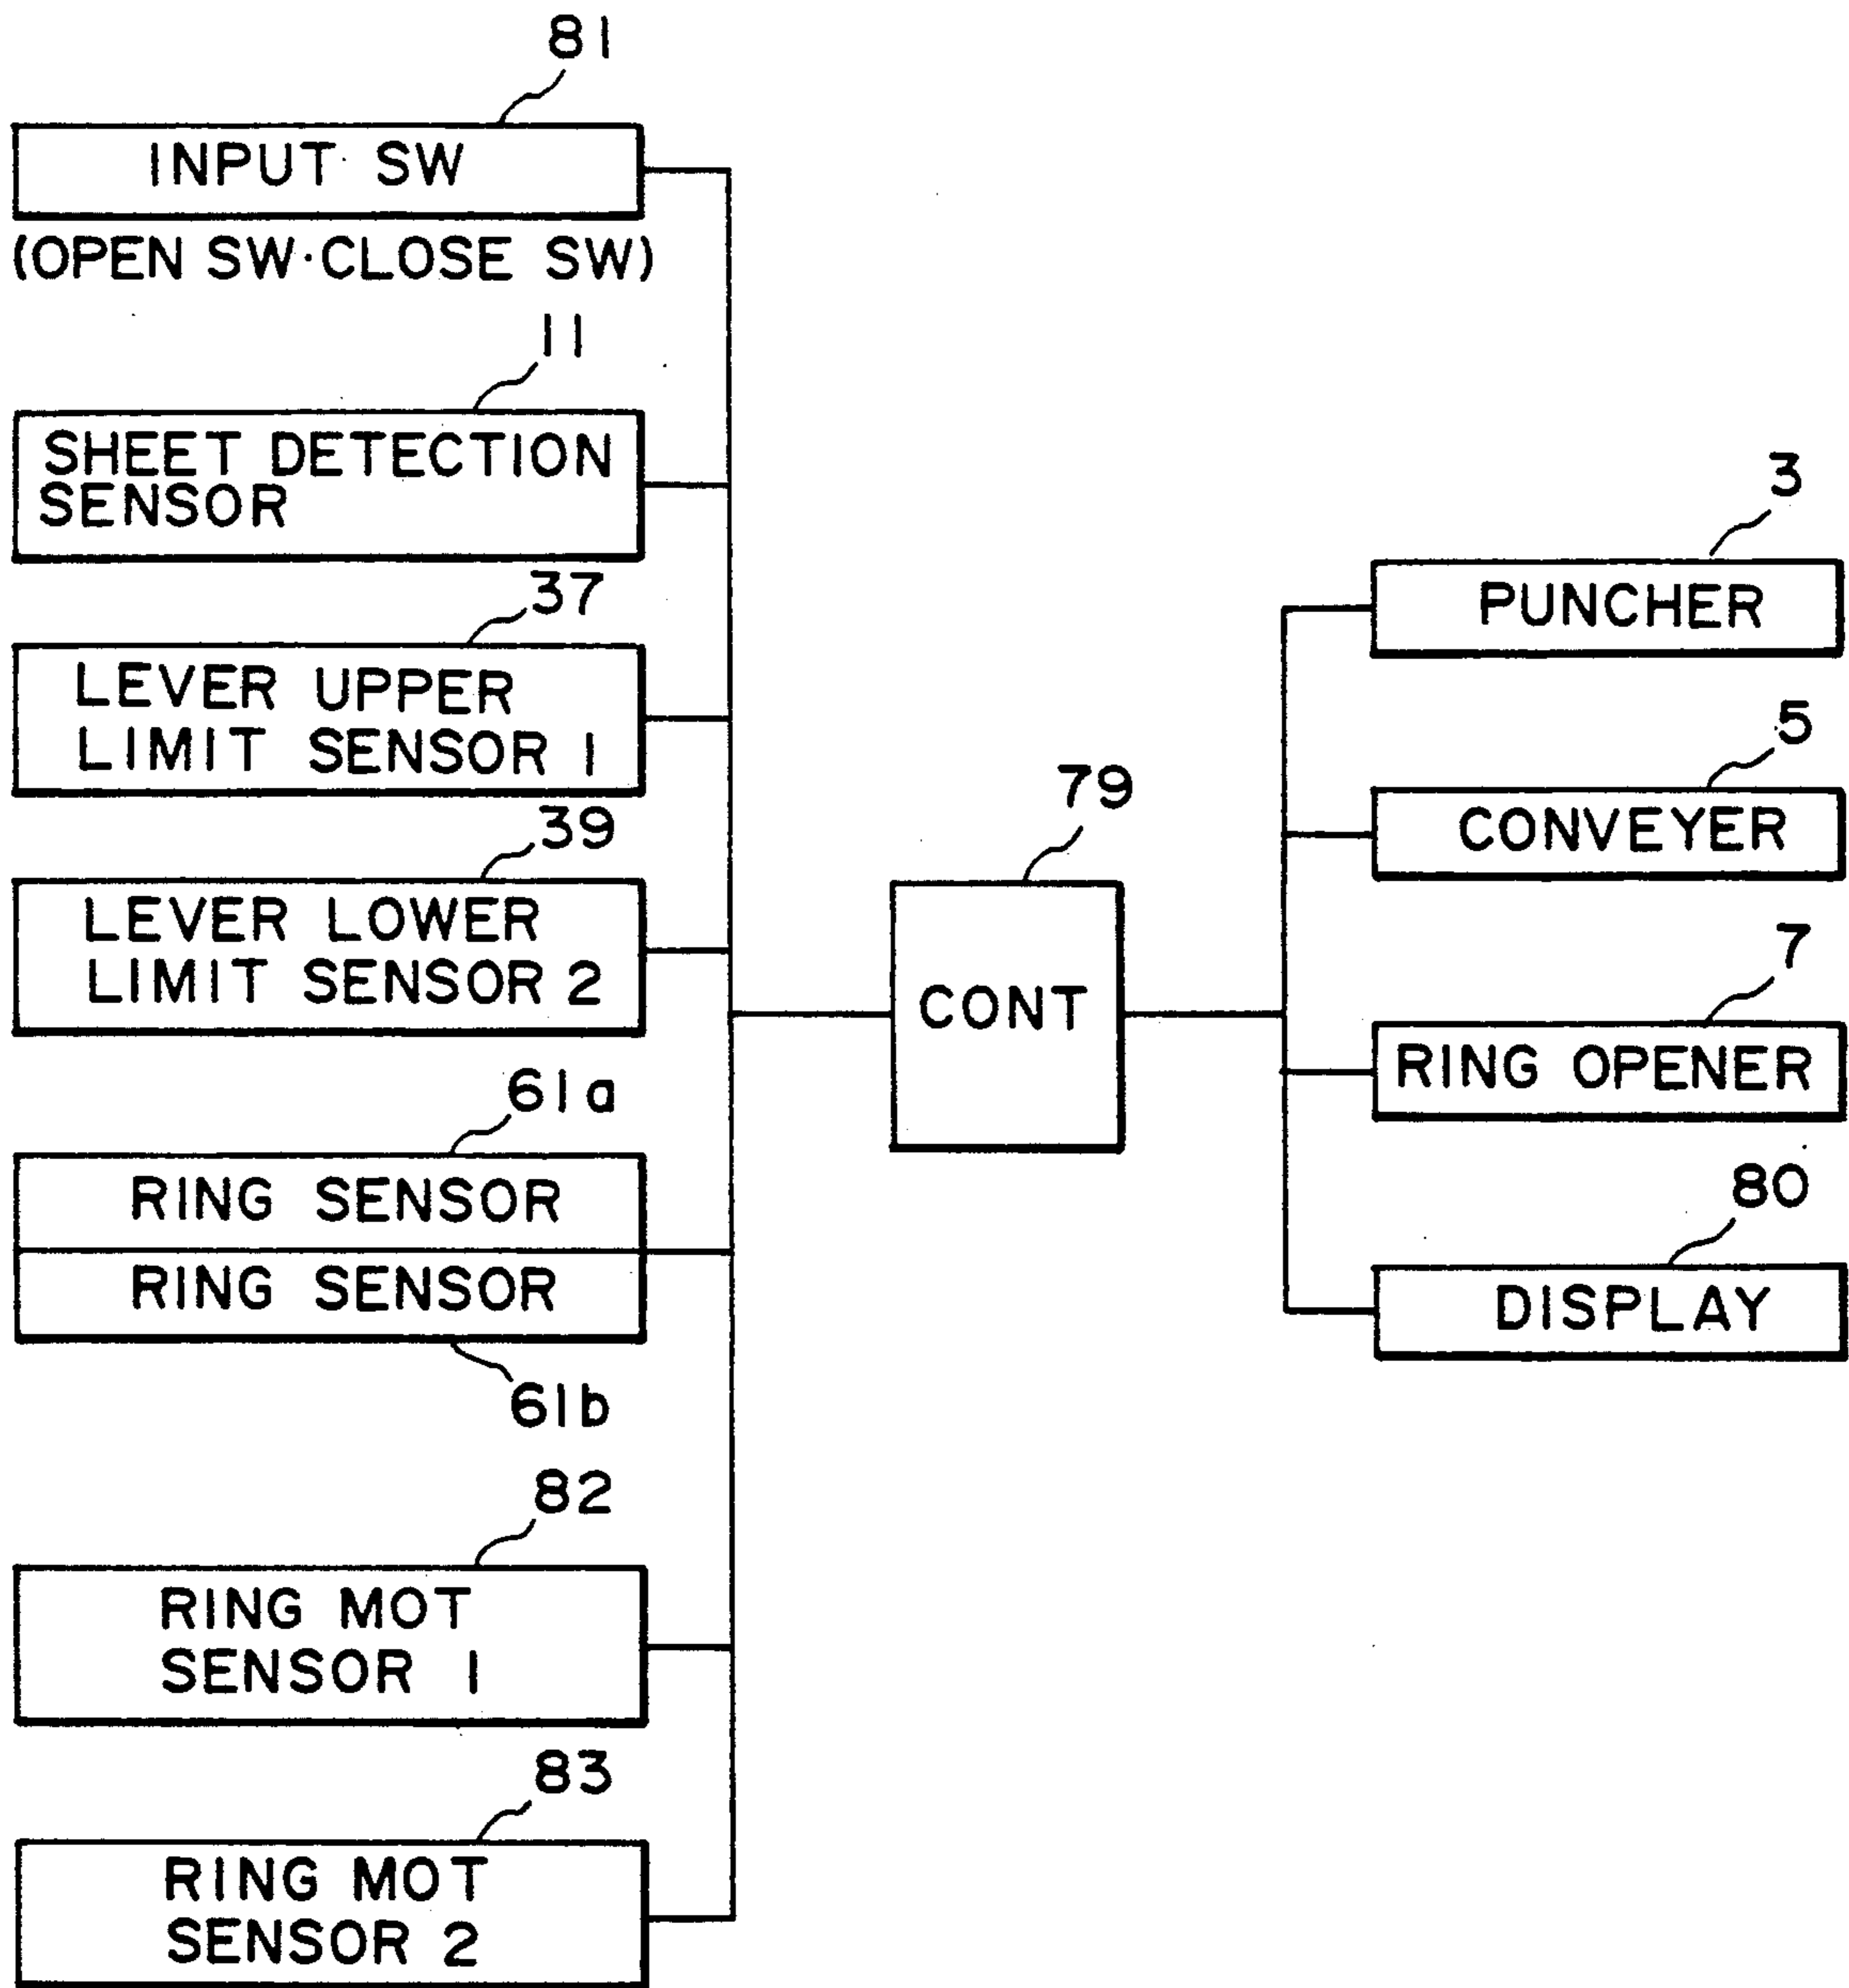 81
INPUT SW
(OPEN SW·CLOSE SW)
11
SHEET DETECTION
SENSOR
37
LEVER UPPER
LIMIT SENSOR 1
39
LEVER LOWER
LIMIT SENSOR 2
61a
RING SENSOR
RING SENSOR
61b
82
RING MOT
SENSOR 1
83
RING MOT
SENSOR 2
79
CONT
3
PUNCHER
5
CONVEYER
7
RING OPENER
80
DISPLAY